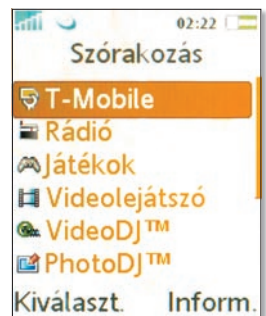 02:22
Szórakozás
T-Mobile
Rádió
Játékok
Videolejátszó
VideoDJ™
PhotoDJ™
Kiválaszt. Inform.